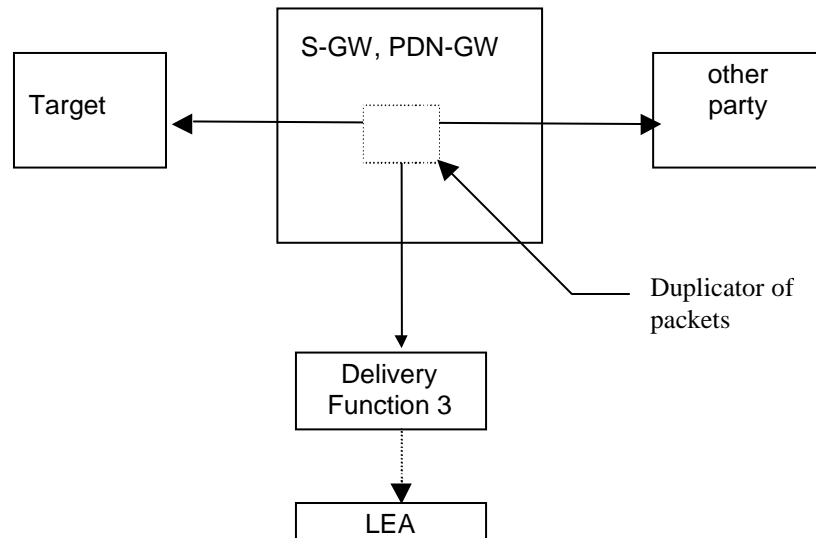 S-GW, PDN-GW
Target
other
party
Duplicator of
packets
Delivery
Function 3
LEA